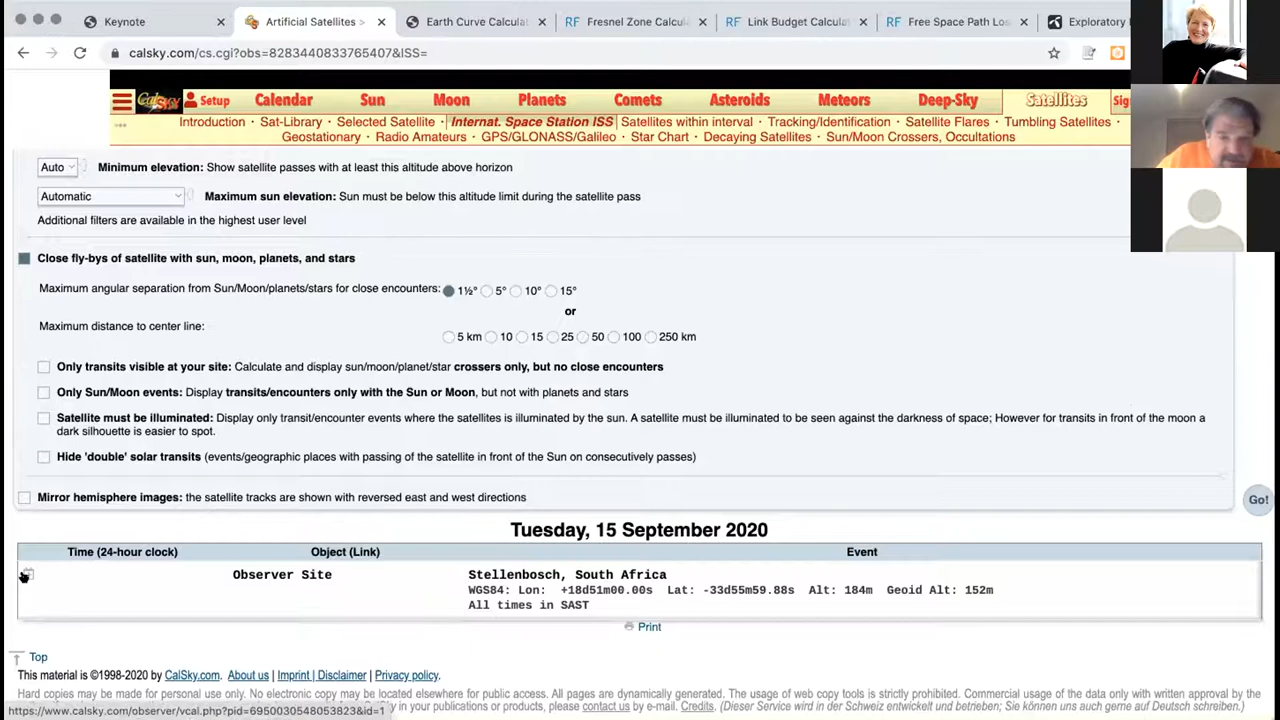 Keynote
Artificial Satellites >
Earth Curve Calcula
Fresnel Zone Calcul
Link Budget Calcula
Free Space Path Los
Exploratory
calsky.com/cs.cgi?obs=8283440833765407&ISS=
CalSky Setup Calendar Sun Moon Planets Comets Asteroids Meteors Deep-Sky Satellites Sig
Introduction · Sat-Library · Selected Satellite · Internat. Space Station ISS Satellites within interval · Tracking/Identification · Satellite Flares · Tumbling Satellites ·
Geostationary · Radio Amateurs · GPS/GLONASS/Galileo · Star Chart · Decaying Satellites · Sun/Moon Crossers, Occultations
Auto Minimum elevation: Show satellite passes with at least this altitude above horizon
Automatic Maximum sun elevation: Sun must be below this altitude limit during the satellite pass
Additional filters are available in the highest user level
Close fly-bys of satellite with sun, moon, planets, and stars
Maximum angular separation from Sun/Moon/planets/stars for close encounters: 1½° 5° 10° 15°
or
Maximum distance to center line: 5 km 10 15 25 50 100 250 km
Only transits visible at your site: Calculate and display sun/moon/planet/star crossers only, but no close encounters
Only Sun/Moon events: Display transits/encounters only with the Sun or Moon, but not with planets and stars
Satellite must be illuminated: Display only transit/encounter events where the satellites is illuminated by the sun. A satellite must be illuminated to be seen against the darkness of space; However for transits in front of the moon a
dark silhouette is easier to spot.
Hide 'double' solar transits (events/geographic places with passing of the satellite in front of the Sun on consecutively passes)
Mirror hemisphere images: the satellite tracks are shown with reversed east and west directions
Go!
Tuesday, 15 September 2020
Time (24-hour clock) Object (Link) Event
Observer Site Stellenbosch, South Africa
WGS84: Lon: +18d51m00.00s Lat: -33d55m59.88s Alt: 184m Geoid Alt: 152m
All times in SAST
Print
Top
This material is ©1998-2020 by CalSky.com. About us | Imprint | Disclaimer | Privacy policy.
Hard copies may be made for personal use only. No electronic copy may be located elsewhere for public access. All pages are dynamically generated. The usage of web copy tools is strictly prohibited. Commercial usage of the data only with written approval by the
in your publications or products, please contact us by e-mail. Credits. (Dieser Service wird in der Schweiz entwickelt und betrieben; Sie können uns auch gerne auf Deutsch schreiben.)
https://www.calsky.com/observer/vcal.php?pid=6950030548053823&id=1